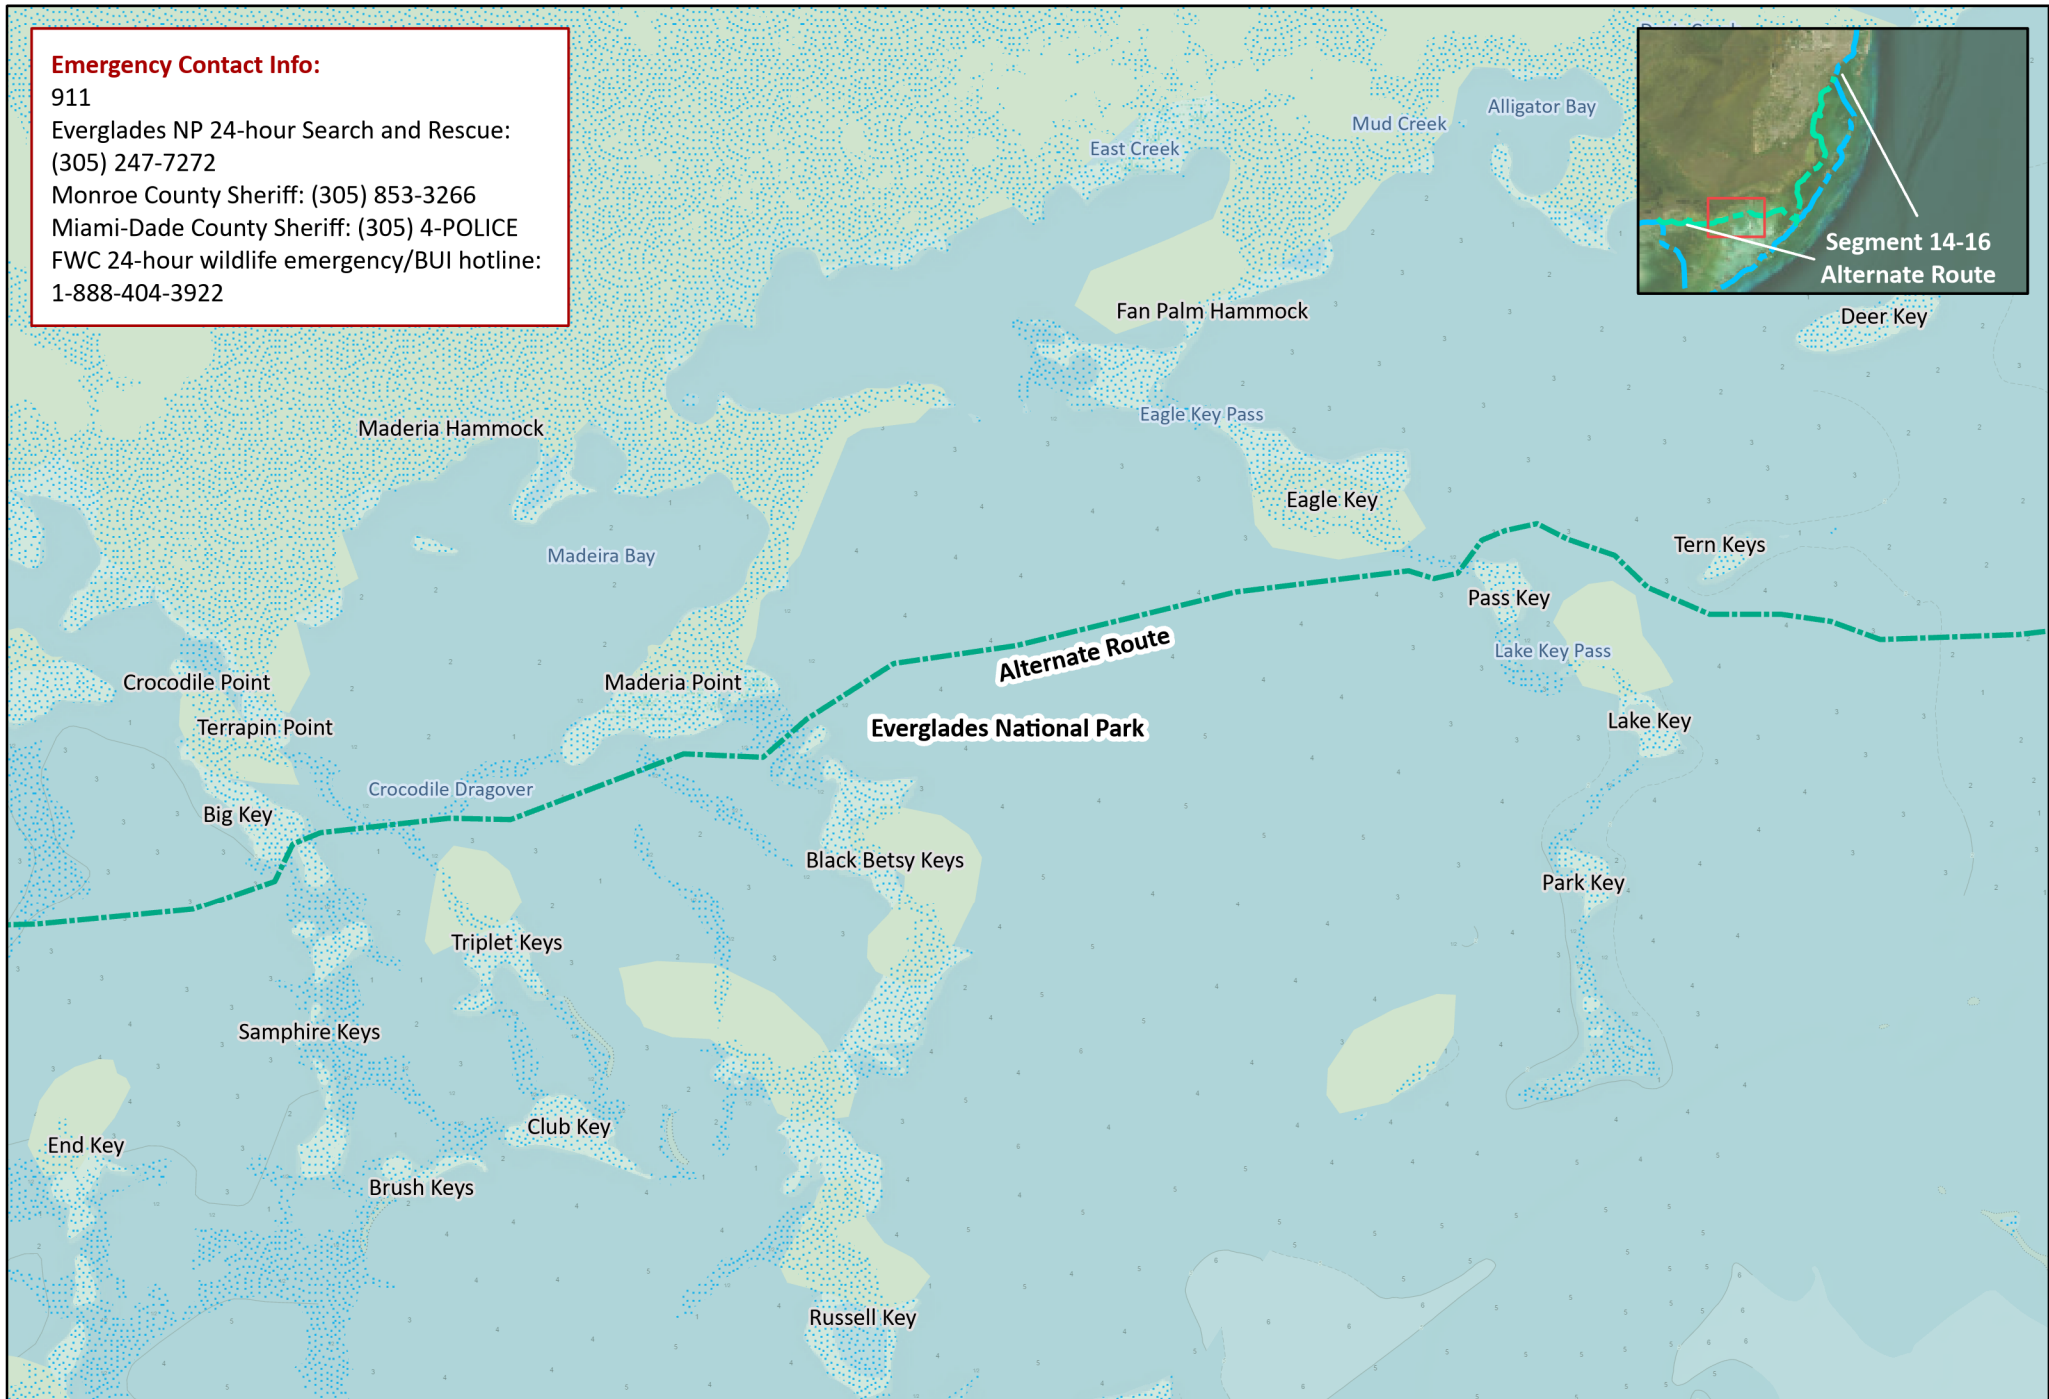 Emergency Contact Info:
911
Everglades NP 24-hour Search and Rescue:
(305) 247-7272
Monroe County Sheriff: (305) 853-3266
Miami-Dade County Sheriff: (305) 4-POLICE
FWC 24-hour wildlife emergency/BUI hotline:
1-888-404-3922
Alligator Bay
Mud Creek
East Creek
Segment 14-16
Alternate Route
Fan Palm Hammock
Deer Key
Eagle Key Pass
Maderia Hammock
Eagle Key
Madeira Bay
Tern Keys
Pass Key
Alternate Route
Lake Key Pass
Crocodile Point
Maderia Point
Terrapin Point
Everglades National Park
Lake Key
Crocodile Dragover
Big Key
Black Betsy Keys
Park Key
Triplet Keys
Samphire Keys
Club Key
End Key
Brush Keys
Russell Key